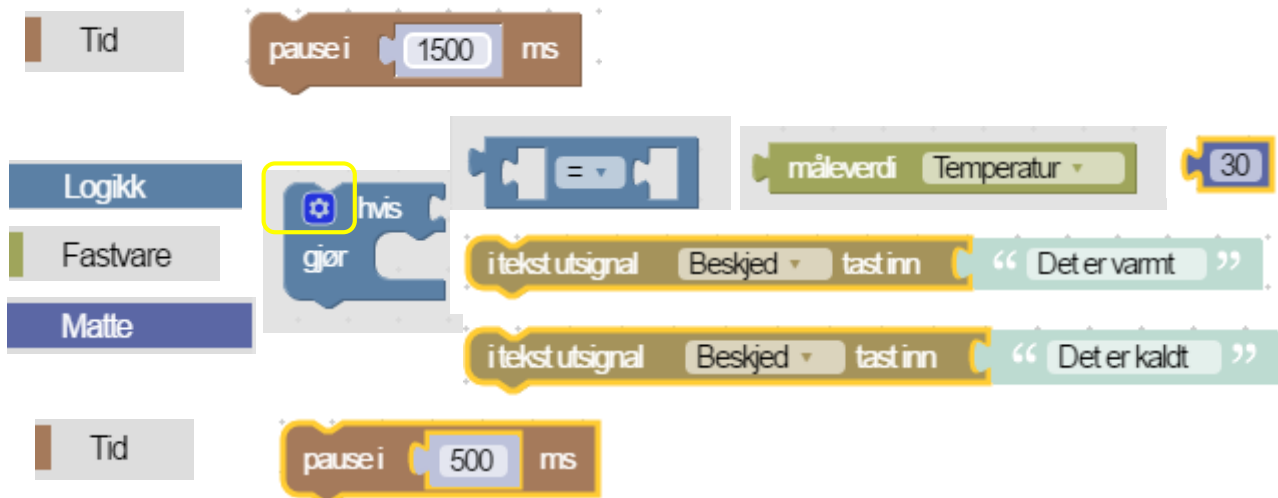 Tid pause i 1500 ms
Logikk hvis = måleverdi Temperatur 30
Fastvare gjør i tekst utsignal Beskjed tast inn “ Det er varmt ”
Matte
i tekst utsignal Beskjed tast inn “ Det er kaldt ”
Tid pause i 500 ms